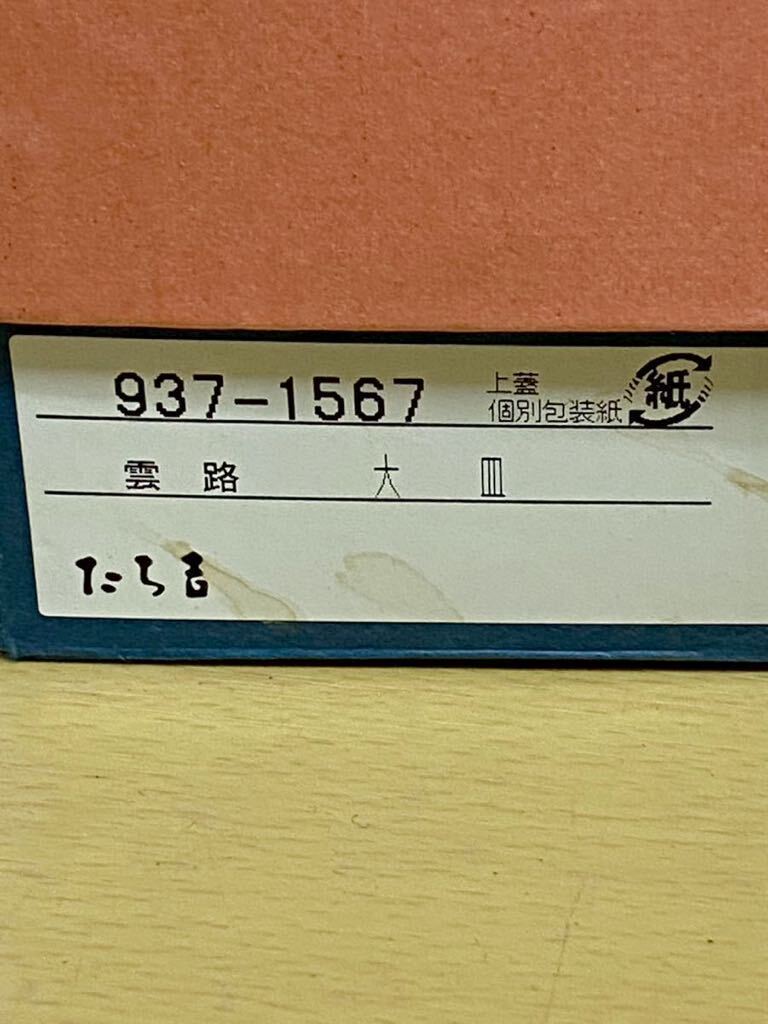 937-1567
上蓋
個別包装紙
紙
雲路 大皿
たち吉